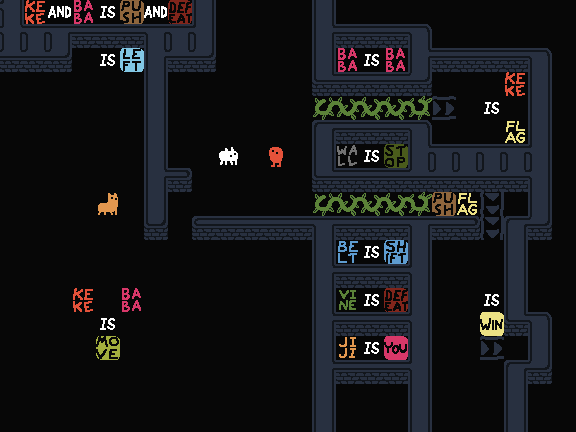 KEKE AND BABA IS PUSH AND DEFEAT
IS LEFT
BABA IS BABA
KEKE
IS
FLAG
WALL IS STOP
PUSH FLAG
BELT IS SHIFT
KEKE BABA
IS
MOVE
VINE IS DEFEAT
IS
WIN
JIJI IS YOU